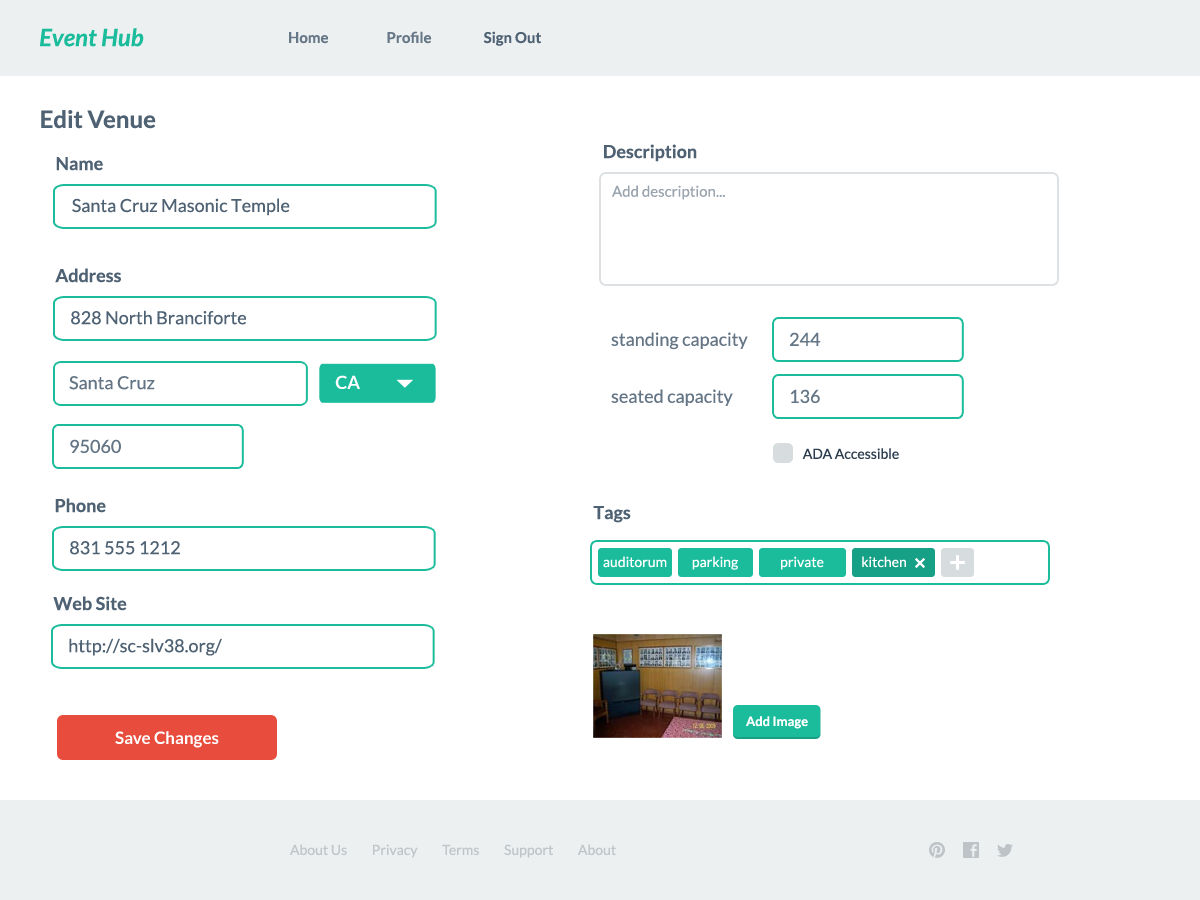 Event Hub
Home
Profile
Sign Out
Edit Venue
Name
Santa Cruz Masonic Temple
Address
828 North Branciforte
Santa Cruz
CA
95060
Phone
831 555 1212
Web Site
http://sc-slv38.org/
Save Changes
Description
Add description...
standing capacity
244
seated capacity
136
ADA Accessible
Tags
auditorum
parking
private
kitchen
Add Image
About Us
Privacy
Terms
Support
About